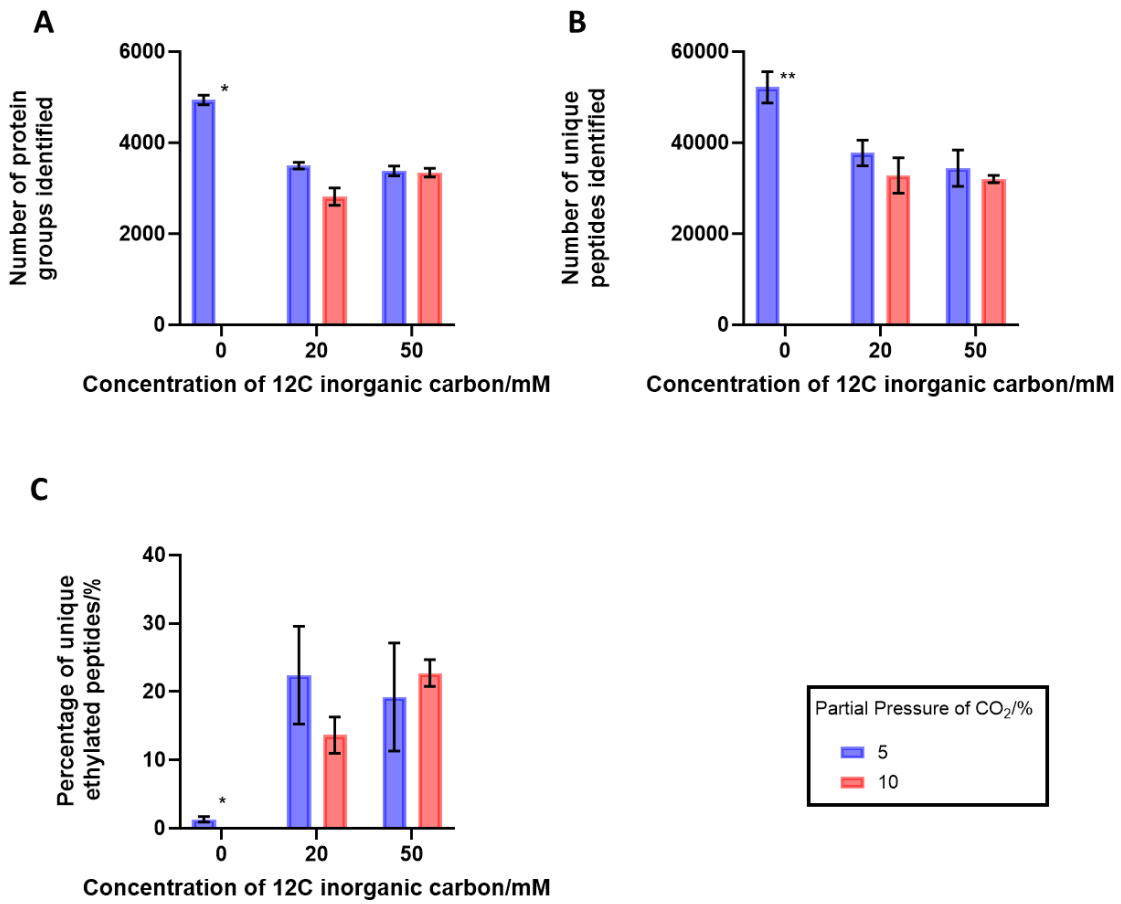 A
Number of protein
groups identified
6000
4000
2000
0
*
0 20 50
Concentration of 12C inorganic carbon/mM
B
Number of unique
peptides identified
60000
40000
20000
0
**
0 20 50
Concentration of 12C inorganic carbon/mM
C
Percentage of unique
ethylated peptides/%
40
30
20
10
0
*
0 20 50
Concentration of 12C inorganic carbon/mM
Partial Pressure of CO₂/%
5
10